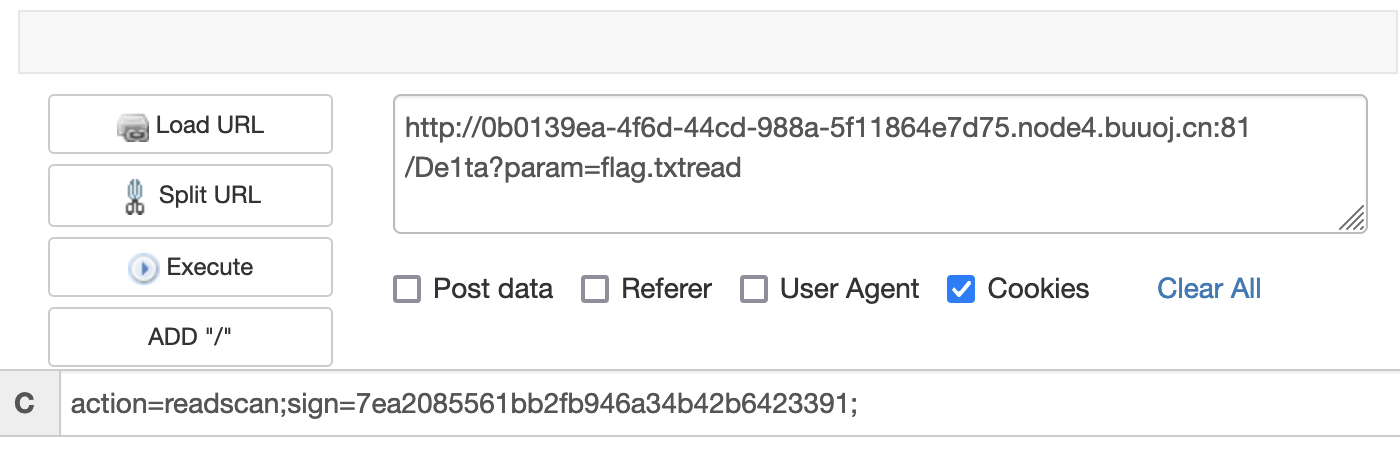 Load URL
http://0b0139ea-4f6d-44cd-988a-5f11864e7d75.node4.buuoj.cn:81
/De1ta?param=flag.txtread
Split URL
Execute
Post data Referer User Agent Cookies Clear All
ADD "/"
C action=readscan;sign=7ea2085561bb2fb946a34b42b6423391;